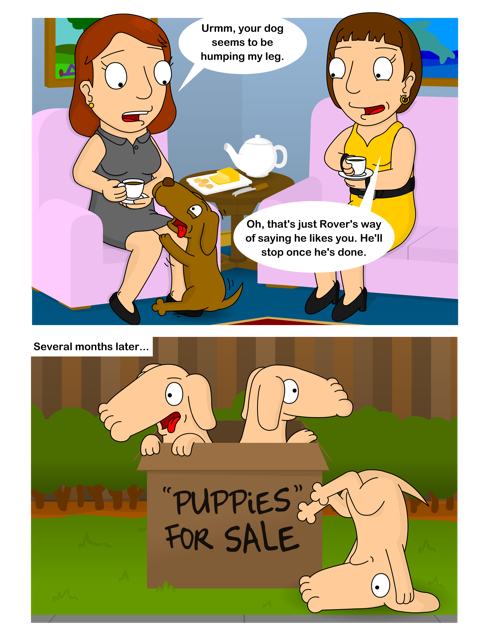 Urmm, your dog
seems to be
humping my leg.
Oh, that's just Rover's way
of saying he likes you. He'll
stop once he's done.
Several months later...
"PUPPiES"
FOR SALE